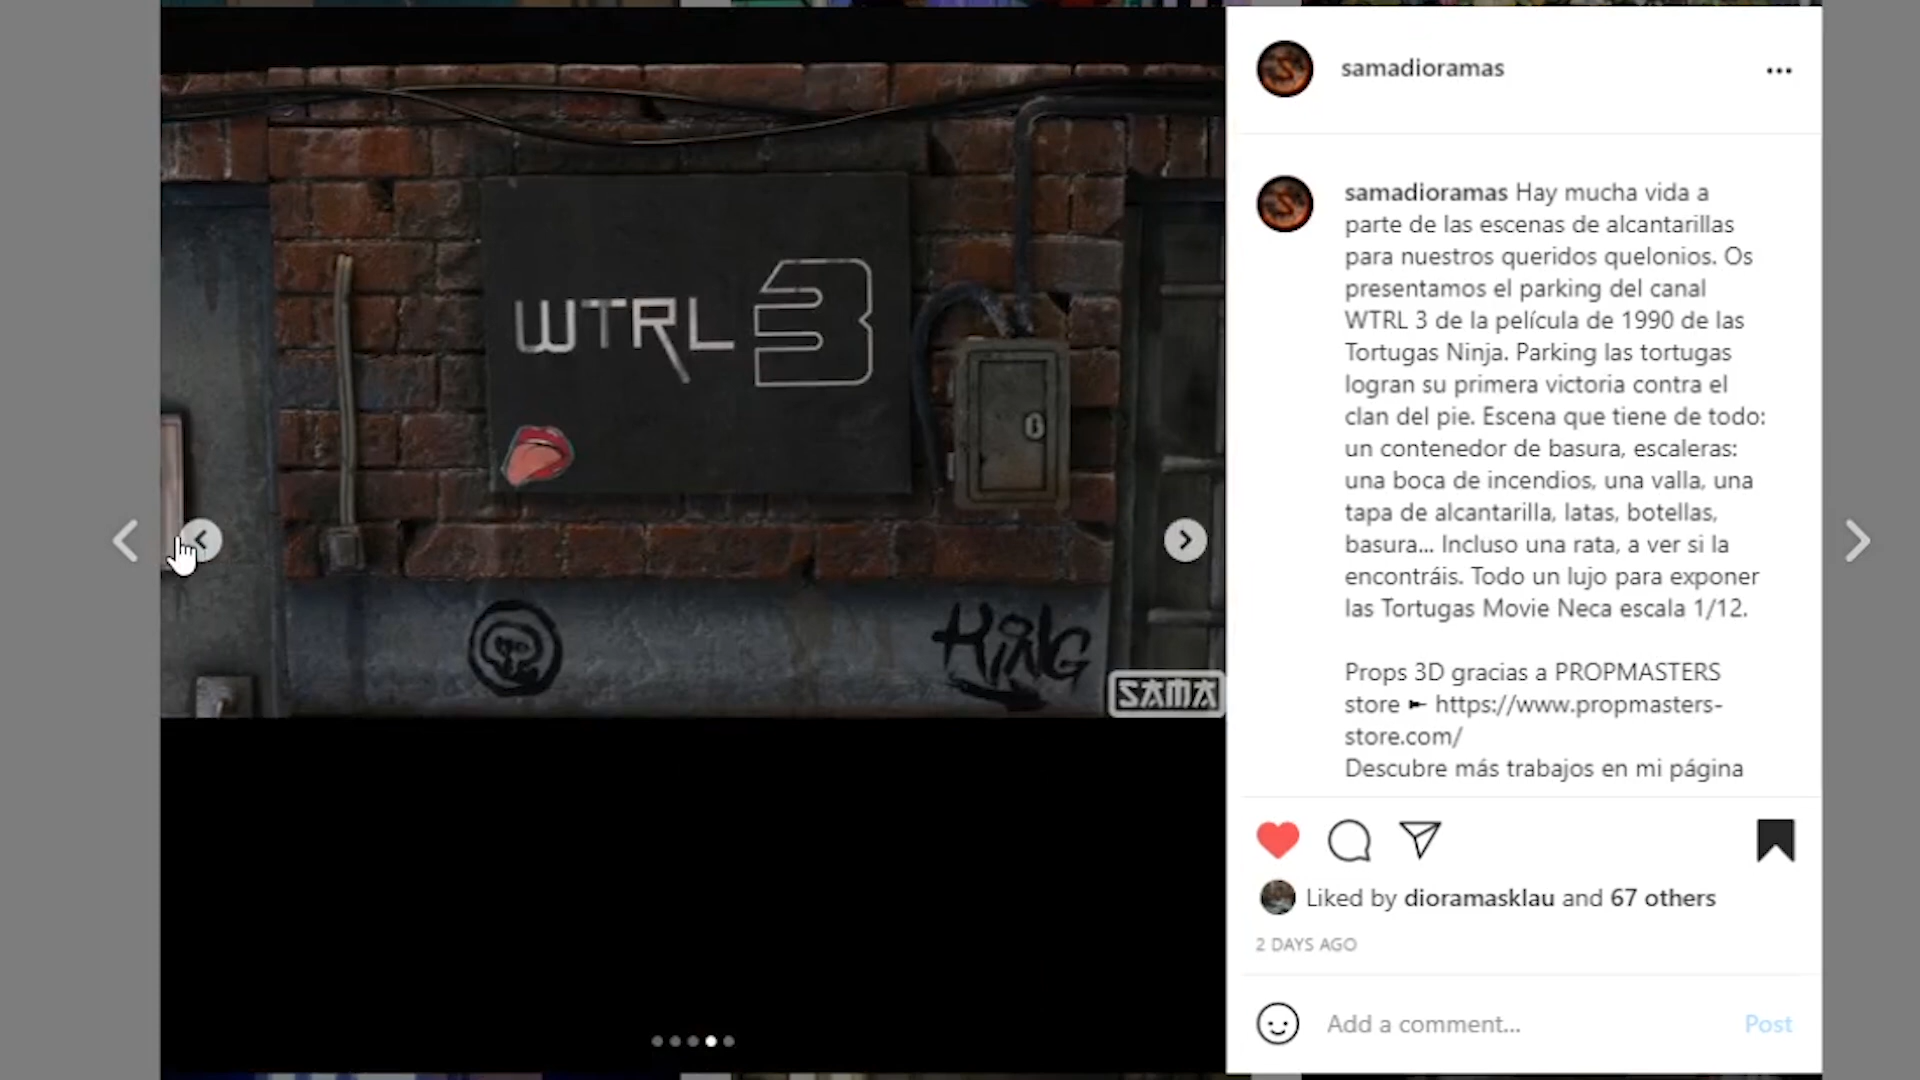 WTRL 3
KING
SAMA
samadioramas
samadioramas Hay mucha vida a
parte de las escenas de alcantarillas
para nuestros queridos quelonios. Os
presentamos el parking del canal
WTRL 3 de la película de 1990 de las
Tortugas Ninja. Parking las tortugas
logran su primera victoria contra el
clan del pie. Escena que tiene de todo:
un contenedor de basura, escaleras:
una boca de incendios, una valla, una
tapa de alcantarilla, latas, botellas,
basura... Incluso una rata, a ver si la
encontráis. Todo un lujo para exponer
las Tortugas Movie Neca escala 1/12.
Props 3D gracias a PROPMASTERS
store https://www.propmasters-
store.com/
Descubre más trabajos en mi página
Liked by dioramasklau and 67 others
2 DAYS AGO
Add a comment... Post